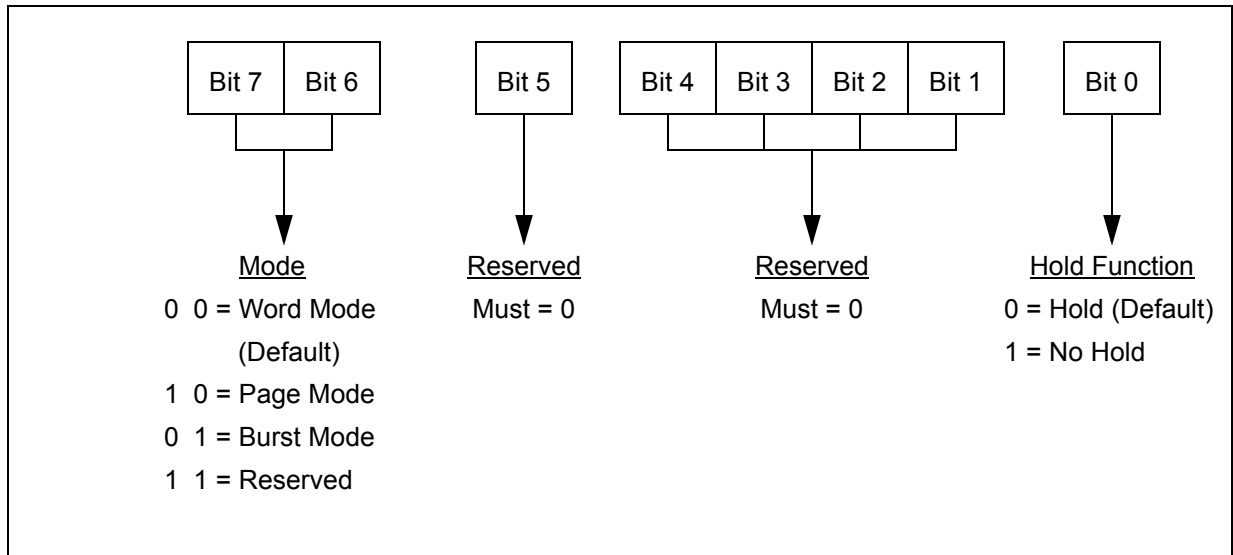 Bit 7 Bit 6 Bit 5 Bit 4 Bit 3 Bit 2 Bit 1 Bit 0
Mode Reserved Reserved Hold Function
0 0 = Word Mode Must = 0 Must = 0 0 = Hold (Default)
(Default) 1 = No Hold
1 0 = Page Mode
0 1 = Burst Mode
1 1 = Reserved